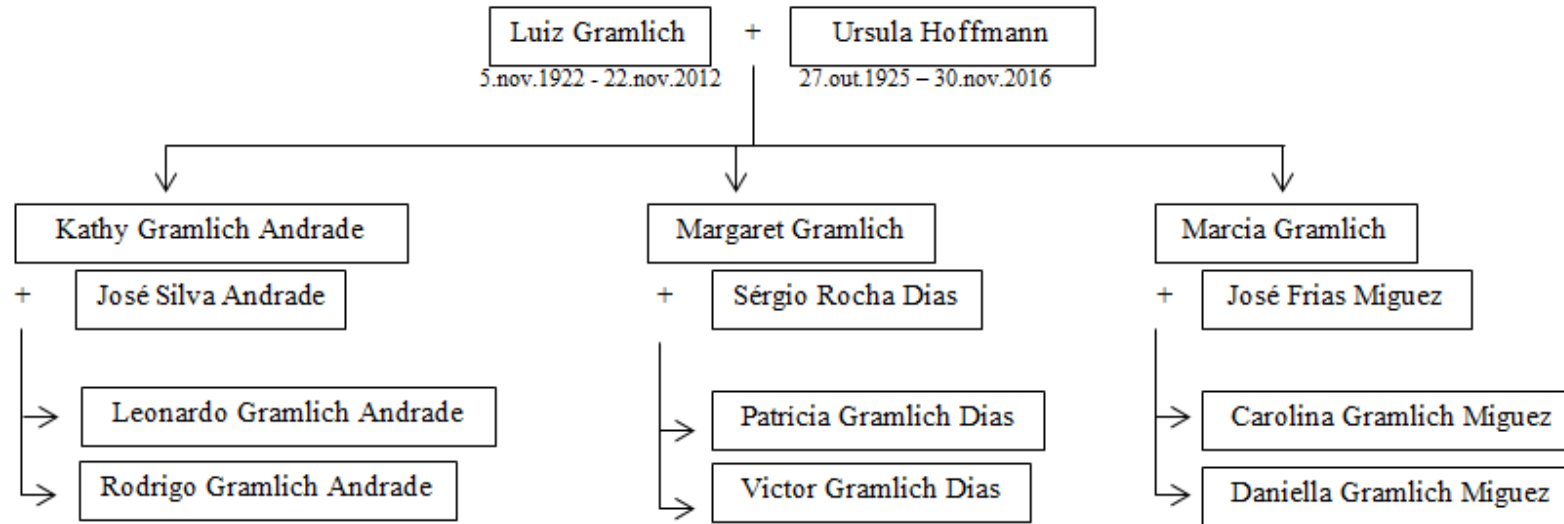 Luiz Gramlich + Ursula Hoffmann
5.nov.1922 - 22.nov.2012 27.out.1925 – 30.nov.2016
Kathy Gramlich Andrade Margaret Gramlich Marcia Gramlich
+ José Silva Andrade + Sérgio Rocha Dias + José Frias Miguez
Leonardo Gramlich Andrade Patrícia Gramlich Dias Carolina Gramlich Miguez
Rodrigo Gramlich Andrade Victor Gramlich Dias Daniella Gramlich Miguez